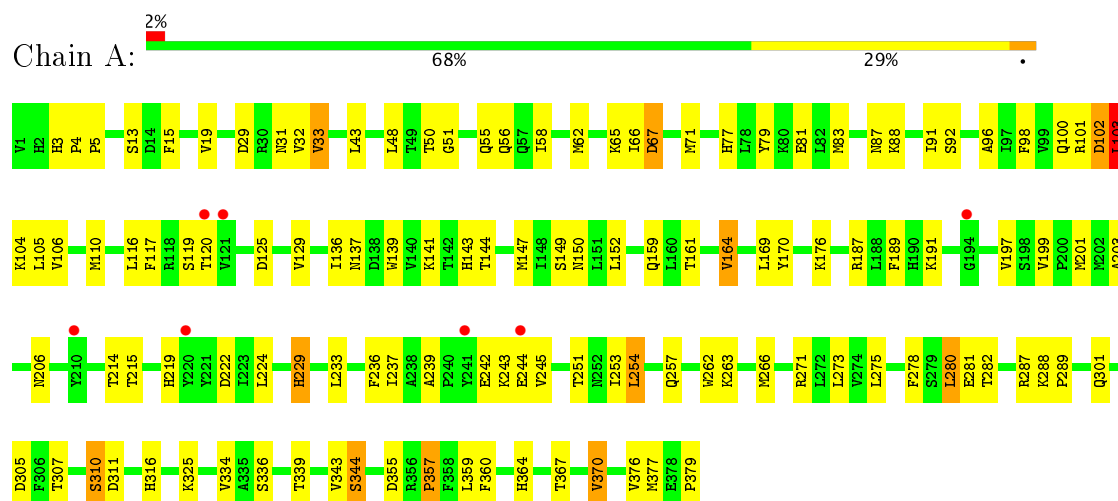 2%
Chain A:
68% 29% .
V1 H2 H3 P4 P5 S13 D14 F15 V19 D29 R30 N31 V32 V33 L43 L48 T49 T50 G51 Q55 Q56 Q57 I58 M62 K65 I66 D67 M71 H77 L78 Y79 K80 E81 L82 M83 N87 K88 I91 S92 A96 I97 F98 V99 Q100 R101 D102 L103
K104 L105 V106 M110 L116 F117 R118 S119 T120 V121 D125 V129 I136 N137 D138 W139 V140 K141 T142 H143 T144 M147 I148 S149 N150 L151 L152 Q159 L160 T161 V164 L169 Y170 K176 R187 L188 F189 H190 K191 G194 V197 S198 V199 P200 M201 M202 A203
N206 Y210 T214 T215 H219 Y220 Y221 D222 I223 L224 H229 L233 F236 I237 A238 A239 P240 Y241 E242 K243 E244 V245 T251 N252 I253 L254 Q257 W262 K263 M266 R271 L272 L273 V274 L275 F278 S279 L280 E281 T282 R287 K288 P289 Q301
D305 F306 T307 S310 D311 H316 K325 V334 A335 S336 T339 V343 S344 D355 R356 P357 F358 L359 F360 H364 T367 V370 V376 M377 E378 P379